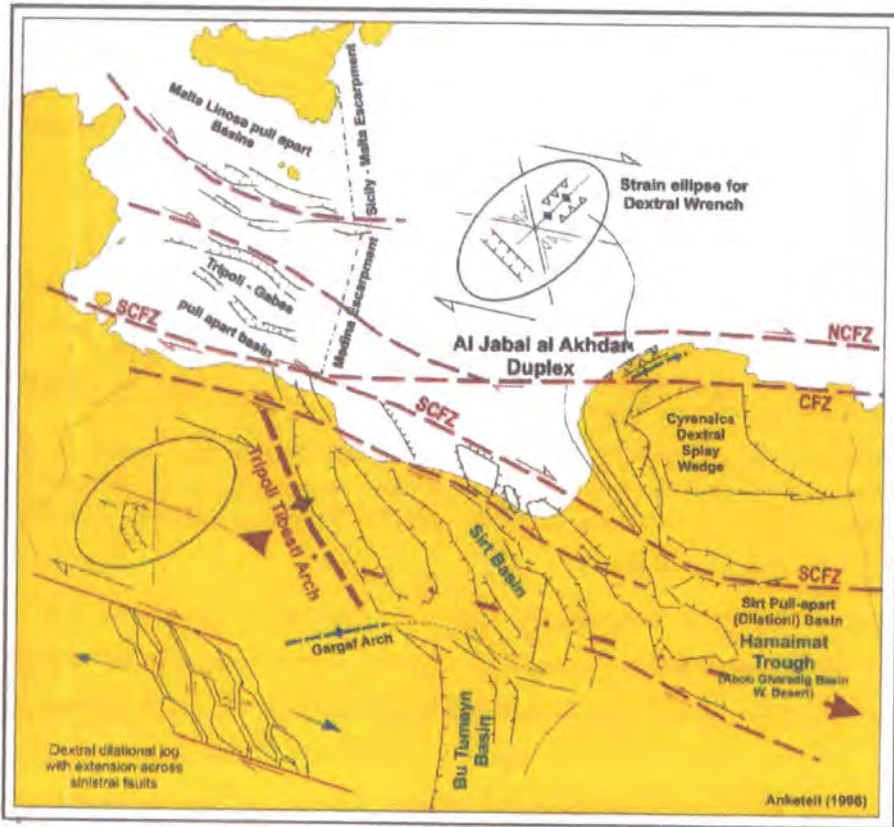 Malta Linosa pull apart
Basins
Sicily - Malta Escarpment
Strain ellipse for
Dextral Wrench
Tripoli - Gabes
pull apart basin
Medina Escarpment
SCFZ
NCFZ
Al Jabal al Akhdar
Duplex
CFZ
SCFZ
Cyrenaica
Dextral
Splay
Wedge
Tripoli Tibesti Arch
Sirt Basin
SCFZ
Sirt Pull-apart
(Dilationl) Basin
Gargaf Arch
Hamaimat
Trough
(Abou Gharadig Basin
W. Desert)
Bu Tumayn
Basin
Dextral dilational jog
with extension across
sinistral faults
Anketell (1996)